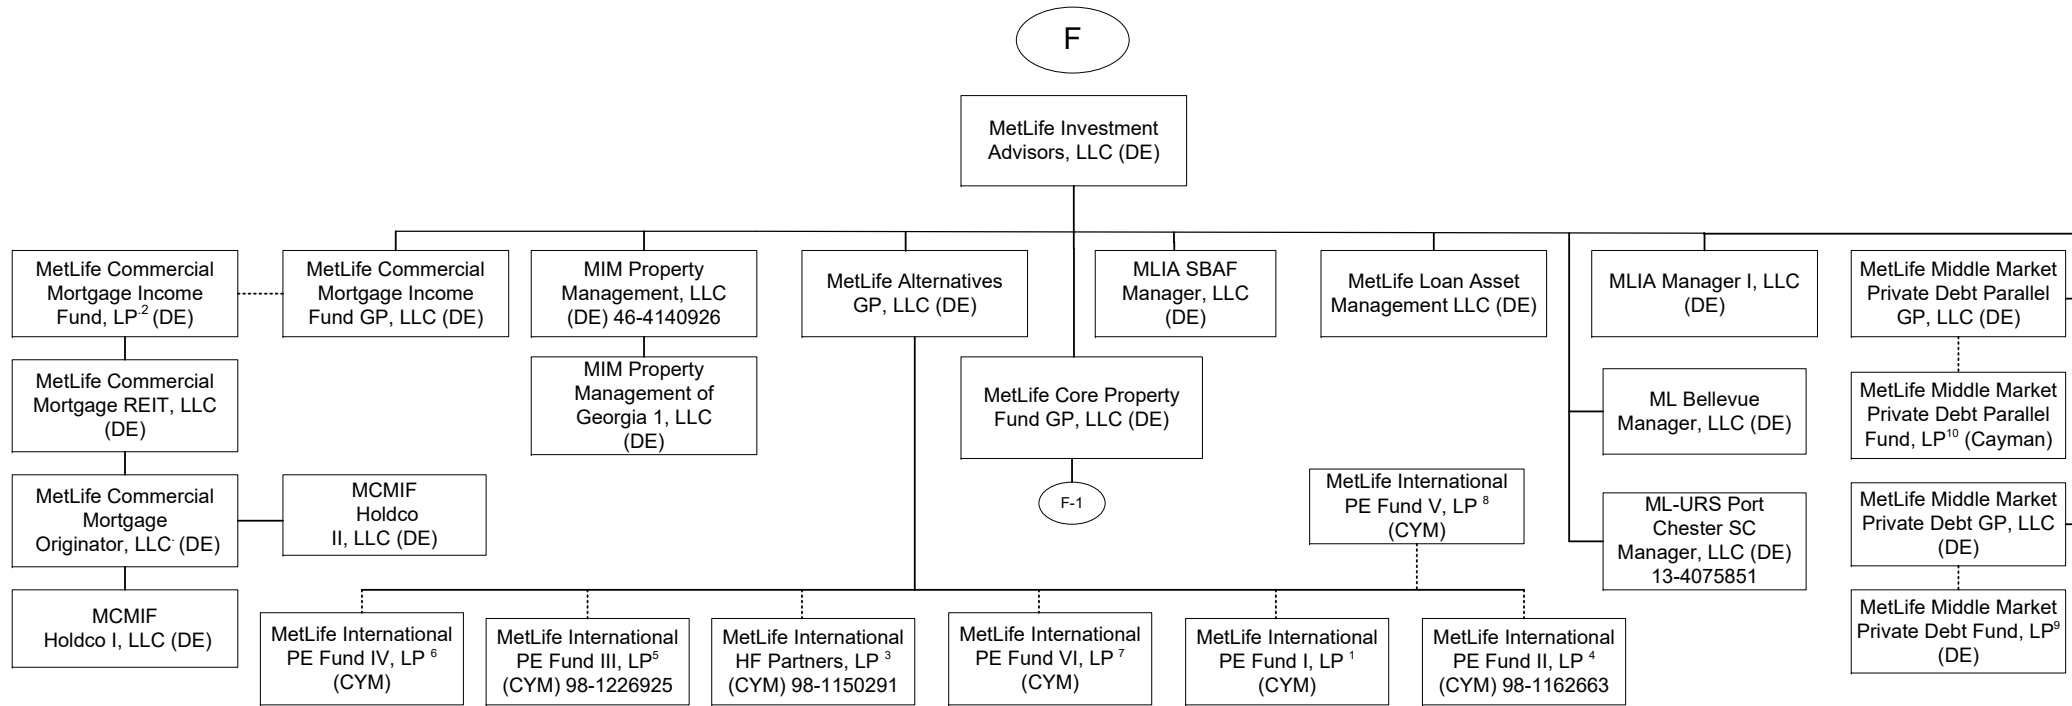 F
MetLife Investment
Advisors, LLC (DE)
MetLife Commercial
Mortgage Income
Fund, LP.2 (DE)
MetLife Commercial
Mortgage Income
Fund GP, LLC (DE)
MIM Property
Management, LLC
(DE) 46-4140926
MetLife Alternatives
GP, LLC (DE)
MLIA SBAF
Manager, LLC
(DE)
MetLife Loan Asset
Management LLC (DE)
MLIA Manager I, LLC
(DE)
MetLife Middle Market
Private Debt Parallel
GP, LLC (DE)
MetLife Commercial
Mortgage REIT, LLC
(DE)
MIM Property
Management of
Georgia 1, LLC
(DE)
MetLife Core Property
Fund GP, LLC (DE)
ML Bellevue
Manager, LLC (DE)
MetLife Middle Market
Private Debt Parallel
Fund, LP10 (Cayman)
MetLife Commercial
Mortgage
Originator, LLC. (DE)
MCMIF
Holdco
II, LLC (DE)
F-1
MetLife International
PE Fund V, LP 8
(CYM)
ML-URS Port
Chester SC
Manager, LLC (DE)
13-4075851
MetLife Middle Market
Private Debt GP, LLC
(DE)
MCMIF
Holdco I, LLC (DE)
MetLife International
PE Fund IV, LP 6
(CYM)
MetLife International
PE Fund III, LP5
(CYM) 98-1226925
MetLife International
HF Partners, LP 3
(CYM) 98-1150291
MetLife International
PE Fund VI, LP 7
(CYM)
MetLife International
PE Fund I, LP 1
(CYM)
MetLife International
PE Fund II, LP 4
(CYM) 98-1162663
MetLife Middle Market
Private Debt Fund, LP9
(DE)